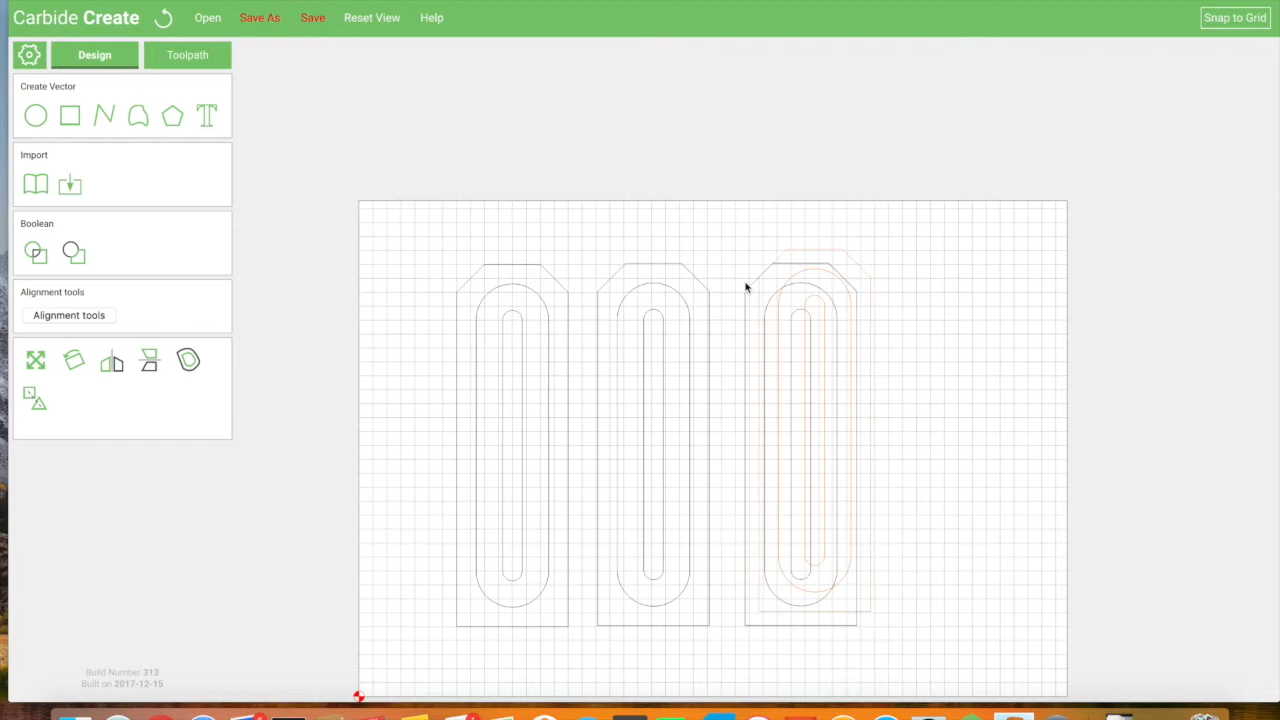 Carbide Create Open Save As Save Reset View Help Snap to Grid
Design Toolpath
Create Vector
Import
Boolean
Alignment tools
Alignment tools
Build Number 313
Built on 2017-12-15